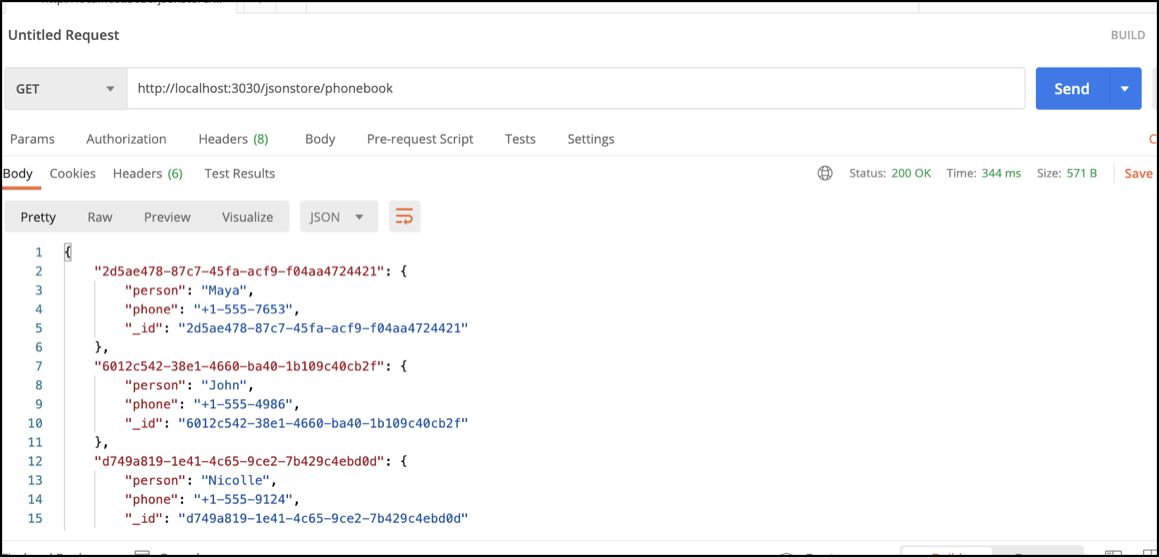 Untitled Request
BUILD
GET
http://localhost:3030/jsonstore/phonebook
Send
Params Authorization Headers (8) Body Pre-request Script Tests Settings
Body Cookies Headers (6) Test Results
Status: 200 OK Time: 344 ms Size: 571 B Save
Pretty Raw Preview Visualize JSON
1 {
2 "2d5ae478-87c7-45fa-acf9-f04aa4724421": {
3 "person": "Maya",
4 "phone": "+1-555-7653",
5 "_id": "2d5ae478-87c7-45fa-acf9-f04aa4724421"
6 },
7 "6012c542-38e1-4660-ba40-1b109c40cb2f": {
8 "person": "John",
9 "phone": "+1-555-4986",
10 "_id": "6012c542-38e1-4660-ba40-1b109c40cb2f"
11 },
12 "d749a819-1e41-4c65-9ce2-7b429c4ebd0d": {
13 "person": "Nicolle",
14 "phone": "+1-555-9124",
15 "_id": "d749a819-1e41-4c65-9ce2-7b429c4ebd0d"